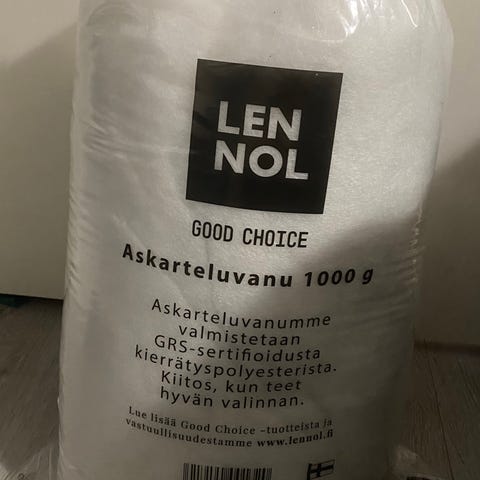 LEN
NOL
GOOD CHOICE
Askarteluvanu 1000 g
Askarteluvanumme
valmistetaan
GRS-sertifioidusta
kierrätyspolyesterista.
Kiitos, kun teet
hyvän valinnan.
Lue lisää Good Choice -tuotteista ja
vastuullisuudestamme www.lennol.fi